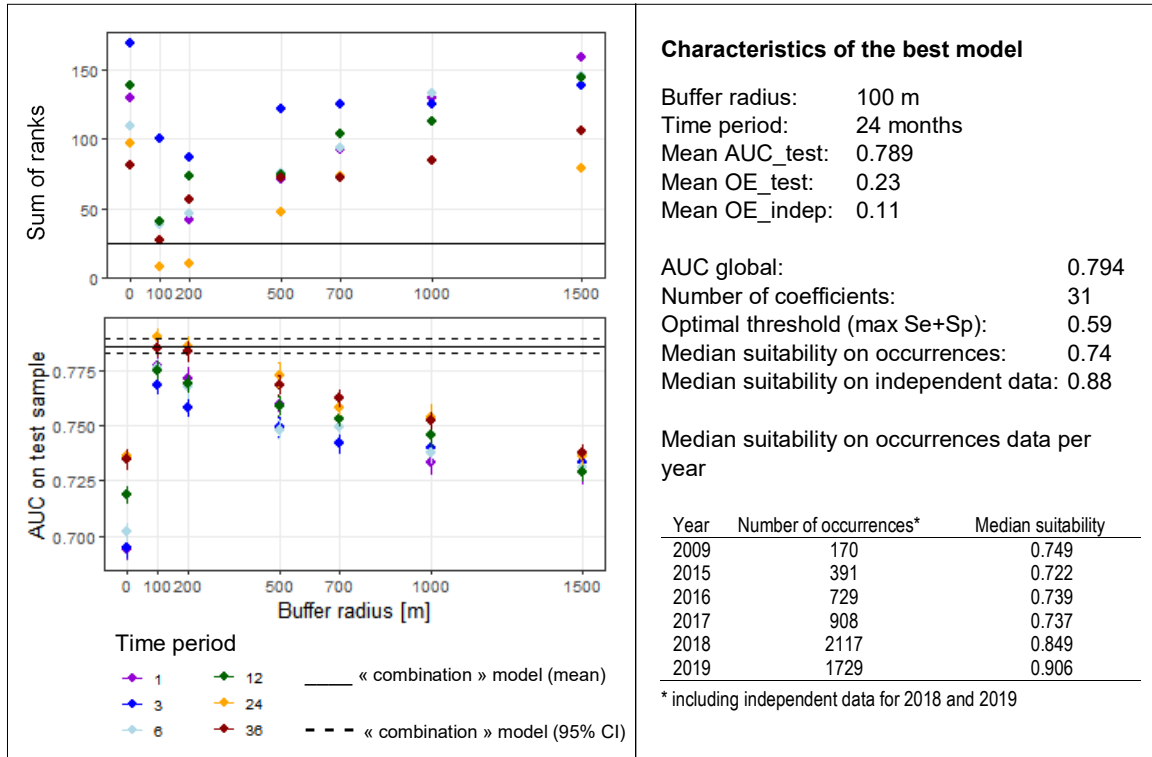 Sum of ranks
150
100
50
0
0 100 200 500 700 1000 1500
AUC on test sample
0.775
0.750
0.725
0.700
0 100 200 500 700 1000 1500
Buffer radius [m]
Time period
1 12 « combination » model (mean)
3 24
6 36 « combination » model (95% CI)
Characteristics of the best model
Buffer radius: 100 m
Time period: 24 months
Mean AUC_test: 0.789
Mean OE_test: 0.23
Mean OE_indep: 0.11
AUC global: 0.794
Number of coefficients: 31
Optimal threshold (max Se+Sp): 0.59
Median suitability on occurrences: 0.74
Median suitability on independent data: 0.88
Median suitability on occurrences data per
year
Year Number of occurrences* Median suitability
2009 170 0.749
2015 391 0.722
2016 729 0.739
2017 908 0.737
2018 2117 0.849
2019 1729 0.906
* including independent data for 2018 and 2019